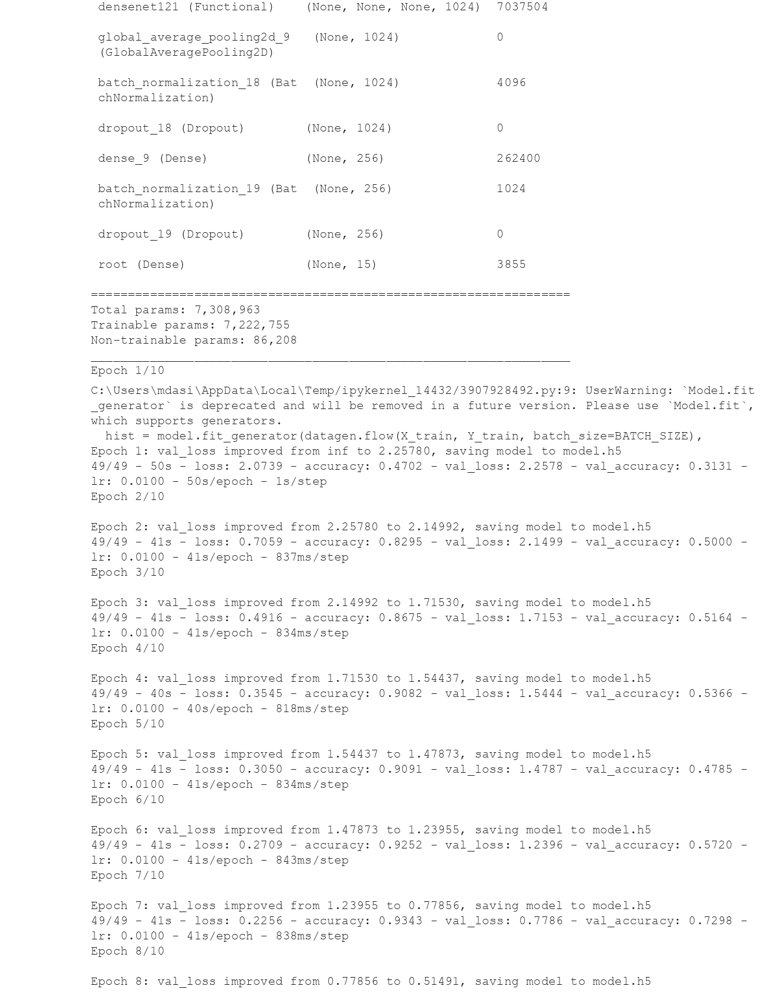 densenet121 (Functional) (None, None, None, 1024) 7037504
global_average_pooling2d_9 (None, 1024) 0
(GlobalAveragePooling2D)
batch_normalization_18 (Bat (None, 1024) 4096
chNormalization)
dropout_18 (Dropout) (None, 1024) 0
dense_9 (Dense) (None, 256) 262400
batch_normalization_19 (Bat (None, 256) 1024
chNormalization)
dropout_19 (Dropout) (None, 256) 0
root (Dense) (None, 15) 3855
=================================================================
Total params: 7,308,963
Trainable params: 7,222,755
Non-trainable params: 86,208
_________________________________________________________________
Epoch 1/10
C:\Users\mdasi\AppData\Local\Temp/ipykernel_14432/3907928492.py:9: UserWarning: `Model.fit
_generator` is deprecated and will be removed in a future version. Please use `Model.fit`,
which supports generators.
hist = model.fit_generator(datagen.flow(X_train, Y_train, batch_size=BATCH_SIZE),
Epoch 1: val_loss improved from inf to 2.25780, saving model to model.h5
49/49 - 50s - loss: 2.0739 - accuracy: 0.4702 - val_loss: 2.2578 - val_accuracy: 0.3131 -
lr: 0.0100 - 50s/epoch - 1s/step
Epoch 2/10
Epoch 2: val_loss improved from 2.25780 to 2.14992, saving model to model.h5
49/49 - 41s - loss: 0.7059 - accuracy: 0.8295 - val_loss: 2.1499 - val_accuracy: 0.5000 -
lr: 0.0100 - 41s/epoch - 837ms/step
Epoch 3/10
Epoch 3: val_loss improved from 2.14992 to 1.71530, saving model to model.h5
49/49 - 41s - loss: 0.4916 - accuracy: 0.8675 - val_loss: 1.7153 - val_accuracy: 0.5164 -
lr: 0.0100 - 41s/epoch - 834ms/step
Epoch 4/10
Epoch 4: val_loss improved from 1.71530 to 1.54437, saving model to model.h5
49/49 - 40s - loss: 0.3545 - accuracy: 0.9082 - val_loss: 1.5444 - val_accuracy: 0.5366 -
lr: 0.0100 - 40s/epoch - 818ms/step
Epoch 5/10
Epoch 5: val_loss improved from 1.54437 to 1.47873, saving model to model.h5
49/49 - 41s - loss: 0.3050 - accuracy: 0.9091 - val_loss: 1.4787 - val_accuracy: 0.4785 -
lr: 0.0100 - 41s/epoch - 834ms/step
Epoch 6/10
Epoch 6: val_loss improved from 1.47873 to 1.23955, saving model to model.h5
49/49 - 41s - loss: 0.2709 - accuracy: 0.9252 - val_loss: 1.2396 - val_accuracy: 0.5720 -
lr: 0.0100 - 41s/epoch - 843ms/step
Epoch 7/10
Epoch 7: val_loss improved from 1.23955 to 0.77856, saving model to model.h5
49/49 - 41s - loss: 0.2256 - accuracy: 0.9343 - val_loss: 0.7786 - val_accuracy: 0.7298 -
lr: 0.0100 - 41s/epoch - 838ms/step
Epoch 8/10
Epoch 8: val_loss improved from 0.77856 to 0.51491, saving model to model.h5